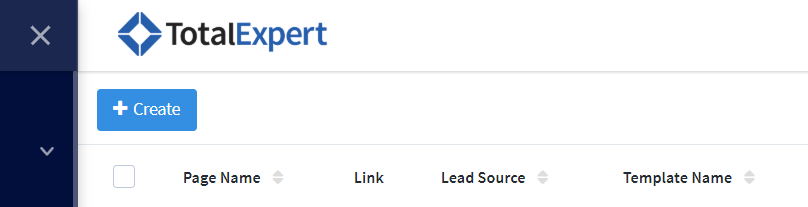 TotalExpert
+ Create
Page Name Link Lead Source Template Name